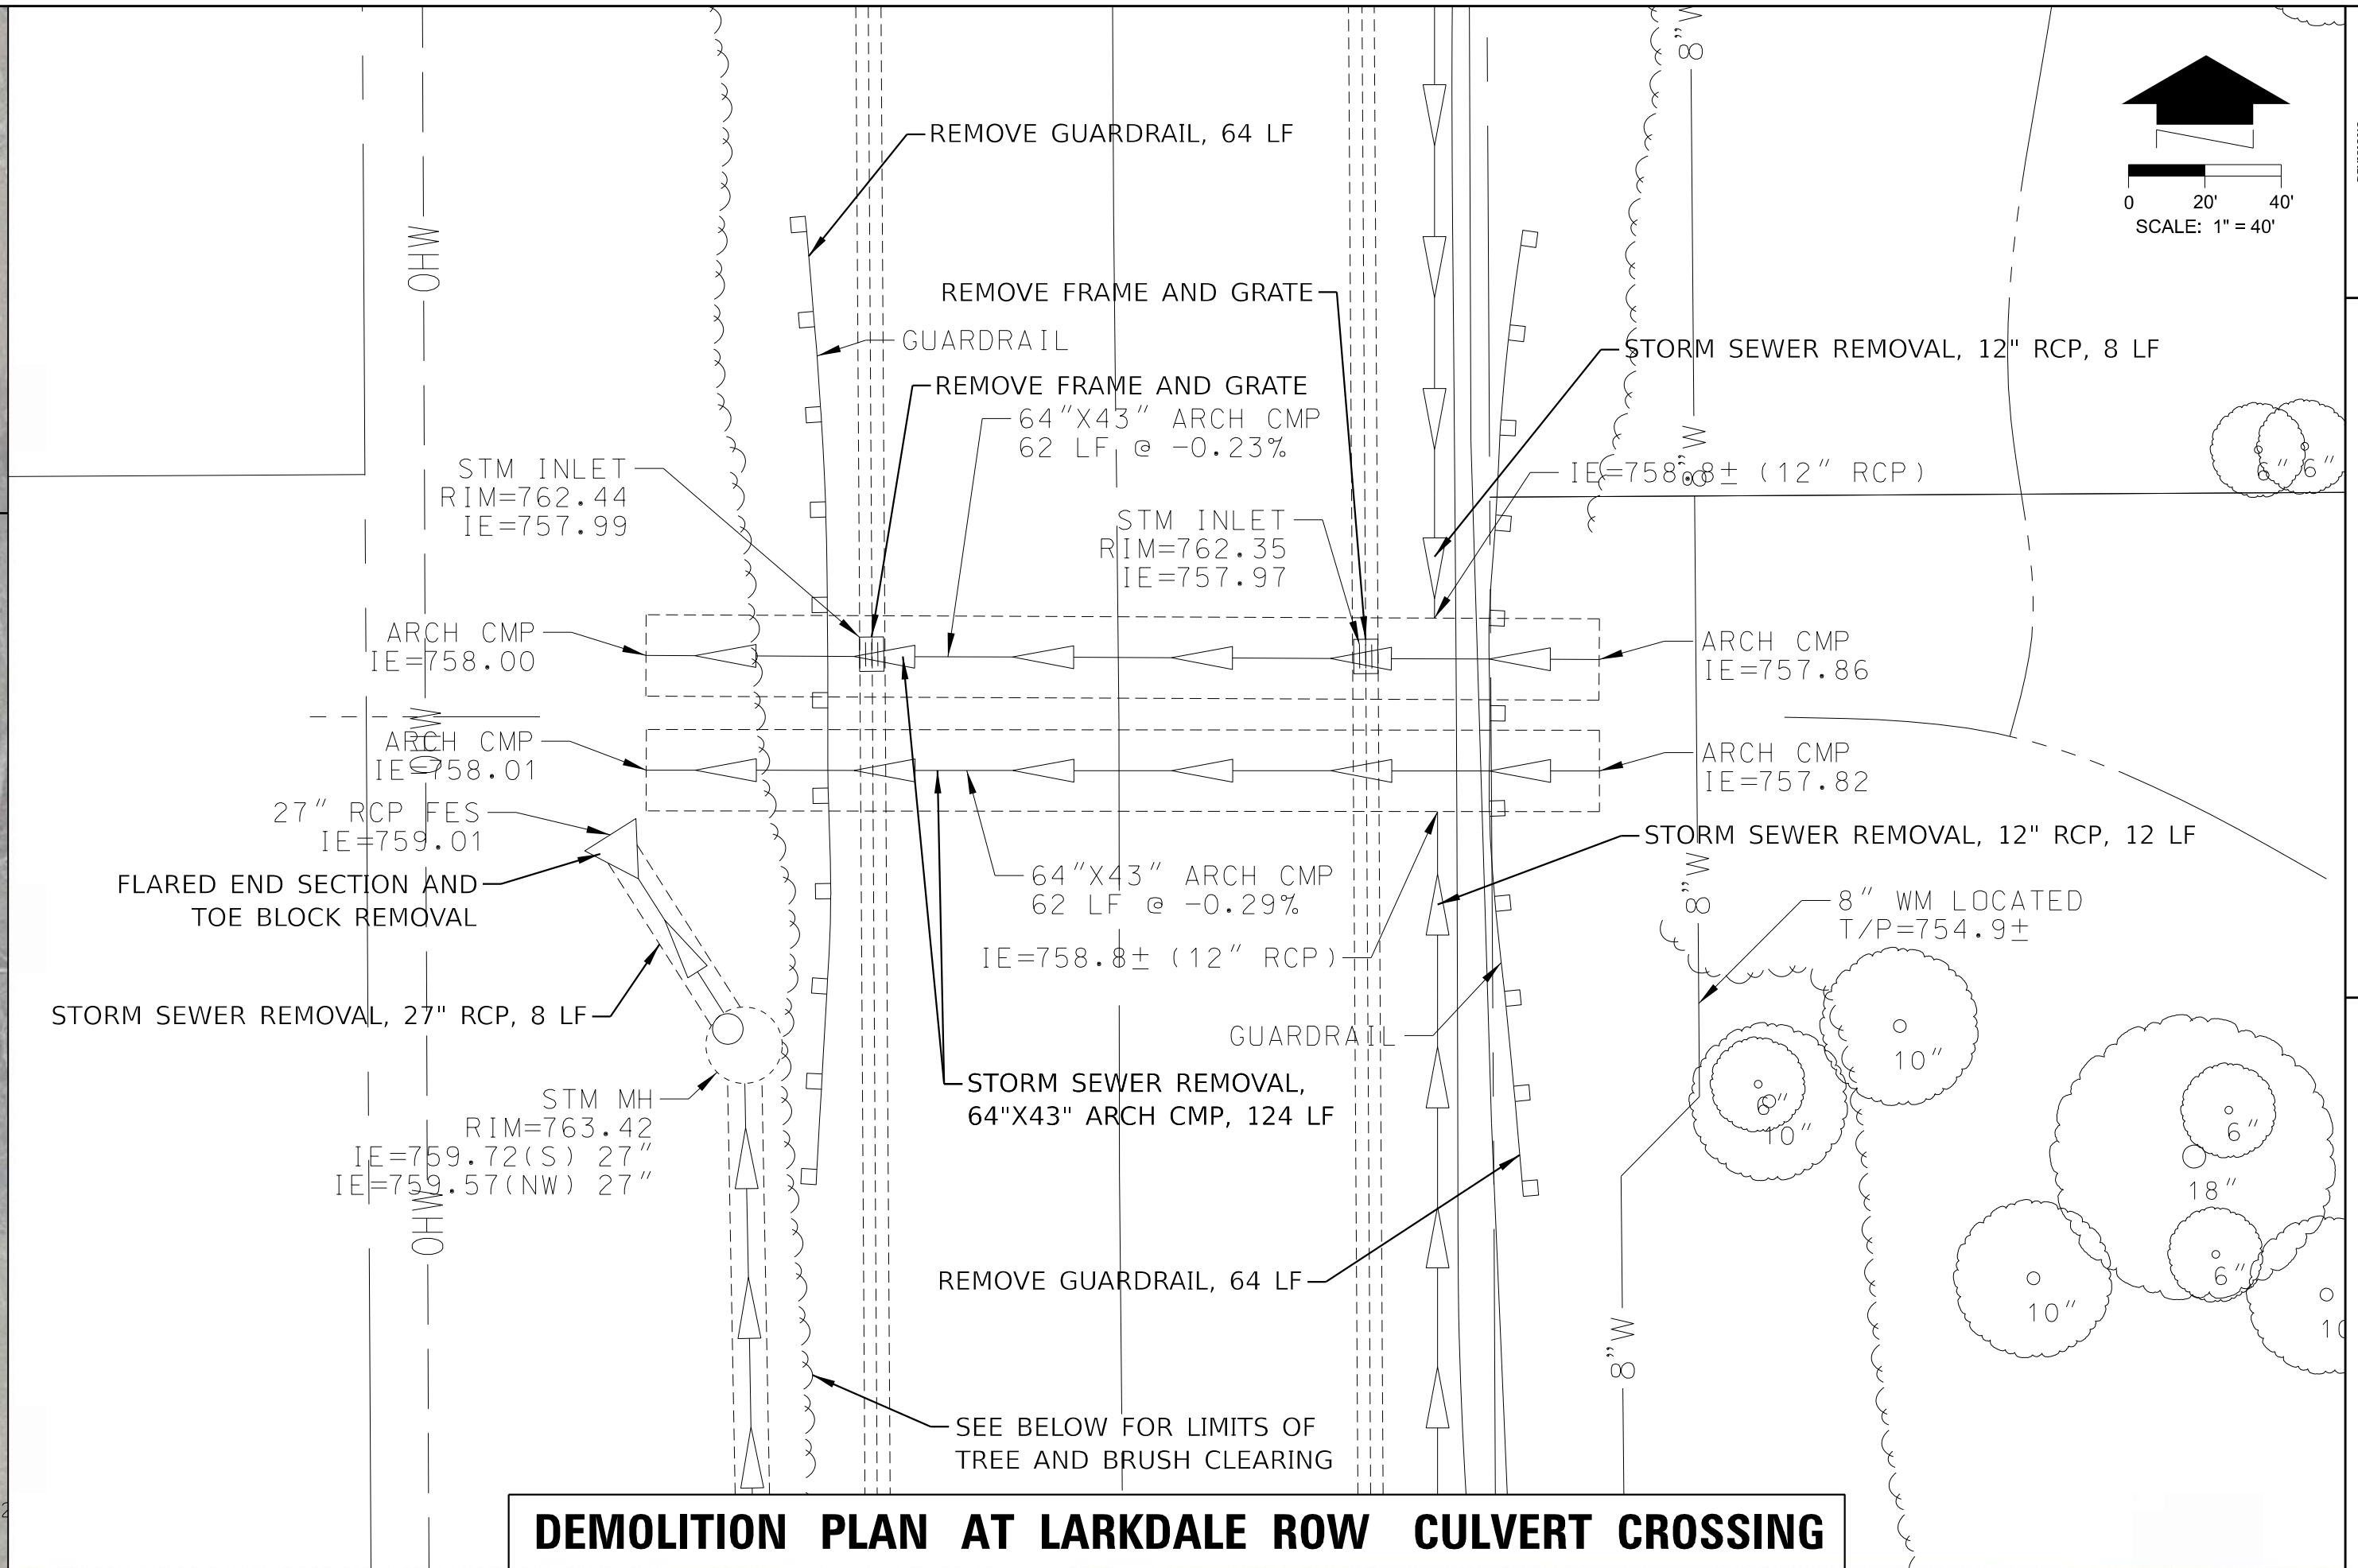 REMOVE GUARDRAIL, 64 LF
0 20' 40'
SCALE: 1" = 40'
8"W
OHW
REMOVE FRAME AND GRATE
GUARDRAIL
STORM SEWER REMOVAL, 12" RCP, 8 LF
REMOVE FRAME AND GRATE
64"X43" ARCH CMP
62 LF @ -0.23%
STM INLET
RIM=762.44
IE=757.99
8"W
IE=758.8± (12" RCP)
6" 6"
STM INLET
RIM=762.35
IE=757.97
ARCH CMP
IE=758.00
ARCH CMP
IE=757.86
OHW
ARCH CMP
IE=758.01
ARCH CMP
IE=757.82
27" RCP FES
IE=759.01
STORM SEWER REMOVAL, 12" RCP, 12 LF
FLARED END SECTION AND
TOE BLOCK REMOVAL
64"X43" ARCH CMP
62 LF @ -0.29%
8"W
8" WM LOCATED
T/P=754.9±
IE=758.8± (12" RCP)
STORM SEWER REMOVAL, 27" RCP, 8 LF
GUARDRAIL
10"
STORM SEWER REMOVAL,
64"X43" ARCH CMP, 124 LF
6"
10"
6"
18"
STM MH
RIM=763.42
IE=759.72(S) 27"
IE=759.57(NW) 27"
OHW
REMOVE GUARDRAIL, 64 LF
6"
10"
10
8"W
SEE BELOW FOR LIMITS OF
TREE AND BRUSH CLEARING
DEMOLITION PLAN AT LARKDALE ROW CULVERT CROSSING